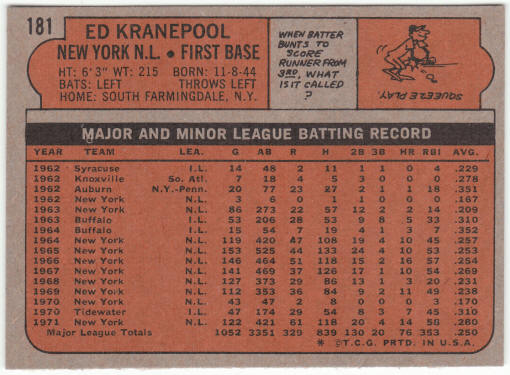 181
ED KRANEPOOL
NEW YORK N.L. • FIRST BASE
HT: 6'3" WT: 215 BORN: 11-8-44
BATS: LEFT THROWS LEFT
HOME: SOUTH FARMINGDALE, N.Y.
WHEN BATTER
BUNTS TO
SCORE
RUNNER FROM
3RD, WHAT
IS IT CALLED
?
SQUEEZE PLAY
MAJOR AND MINOR LEAGUE BATTING RECORD
YEAR TEAM LEA. G AB R H 2B 3B HR RBI AVG.
1962 Syracuse I.L. 14 48 2 11 1 1 0 4 .229
1962 Knoxville So. Atl. 7 18 4 5 3 0 0 0 .278
1962 Auburn N.Y.-Penn. 20 77 23 27 2 1 1 18 .351
1962 New York N.L. 3 6 0 1 1 0 0 0 .167
1963 New York N.L. 86 273 22 57 12 2 2 14 .209
1963 Buffalo I.L. 53 206 28 53 9 8 5 33 .310
1964 Buffalo I.L. 15 54 7 19 4 1 3 7 .352
1964 New York N.L. 119 420 47 108 19 4 10 45 .257
1965 New York N.L. 153 525 44 133 24 4 10 53 .253
1966 New York N.L. 146 464 51 118 15 2 16 57 .254
1967 New York N.L. 141 469 37 126 17 1 10 54 .269
1968 New York N.L. 127 373 29 86 13 1 3 20 .231
1969 New York N.L. 112 353 36 84 9 2 11 49 .238
1970 New York N.L. 43 47 2 8 0 0 0 3 .170
1970 Tidewater I.L. 47 174 29 54 8 3 7 45 .310
1971 New York N.L. 122 421 61 118 20 4 14 58 .280
Major League Totals 1052 3351 329 839 130 20 76 353 .250
* ©T.C.G. PRTD. IN U.S.A.